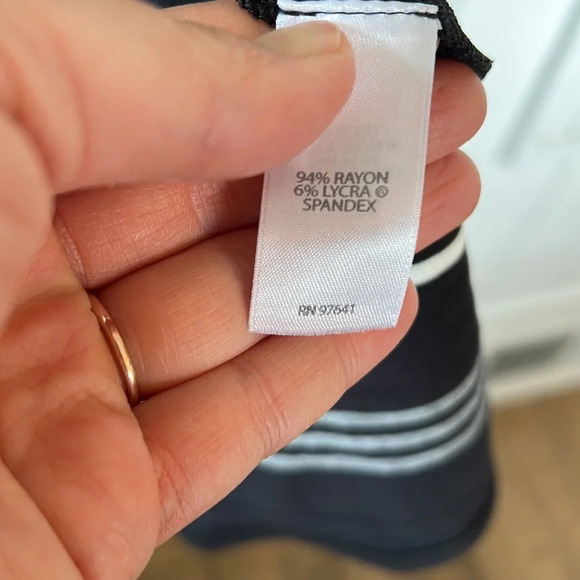 94% RAYON
6% LYCRA ®
SPANDEX
RN 97641